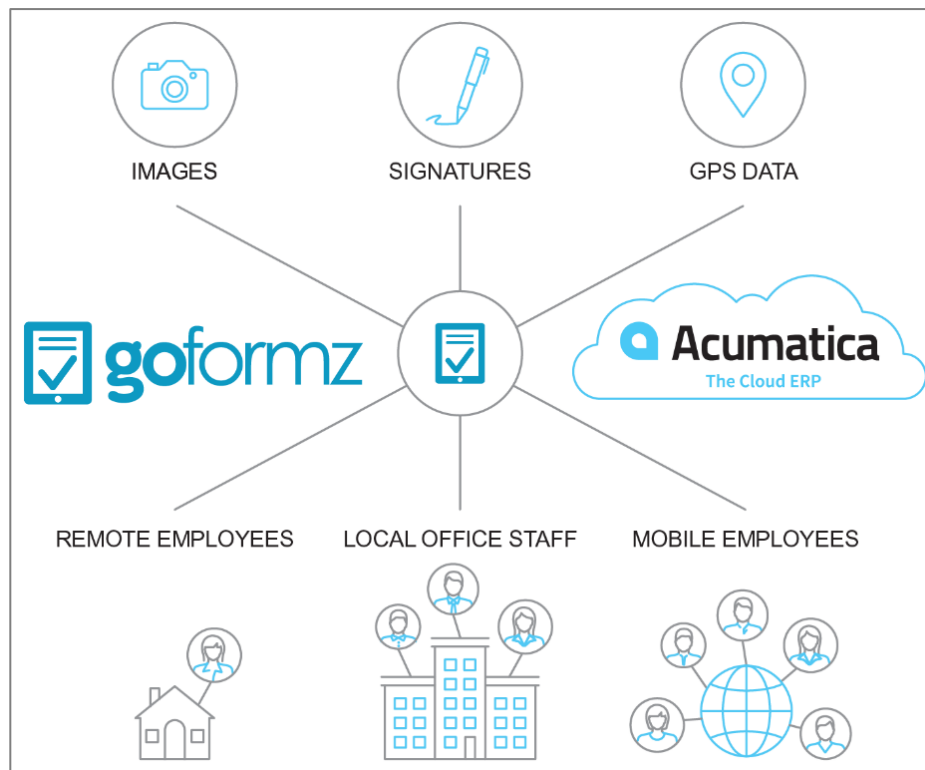 IMAGES
SIGNATURES
GPS DATA
goformz
Acumatica
The Cloud ERP
REMOTE EMPLOYEES
LOCAL OFFICE STAFF
MOBILE EMPLOYEES